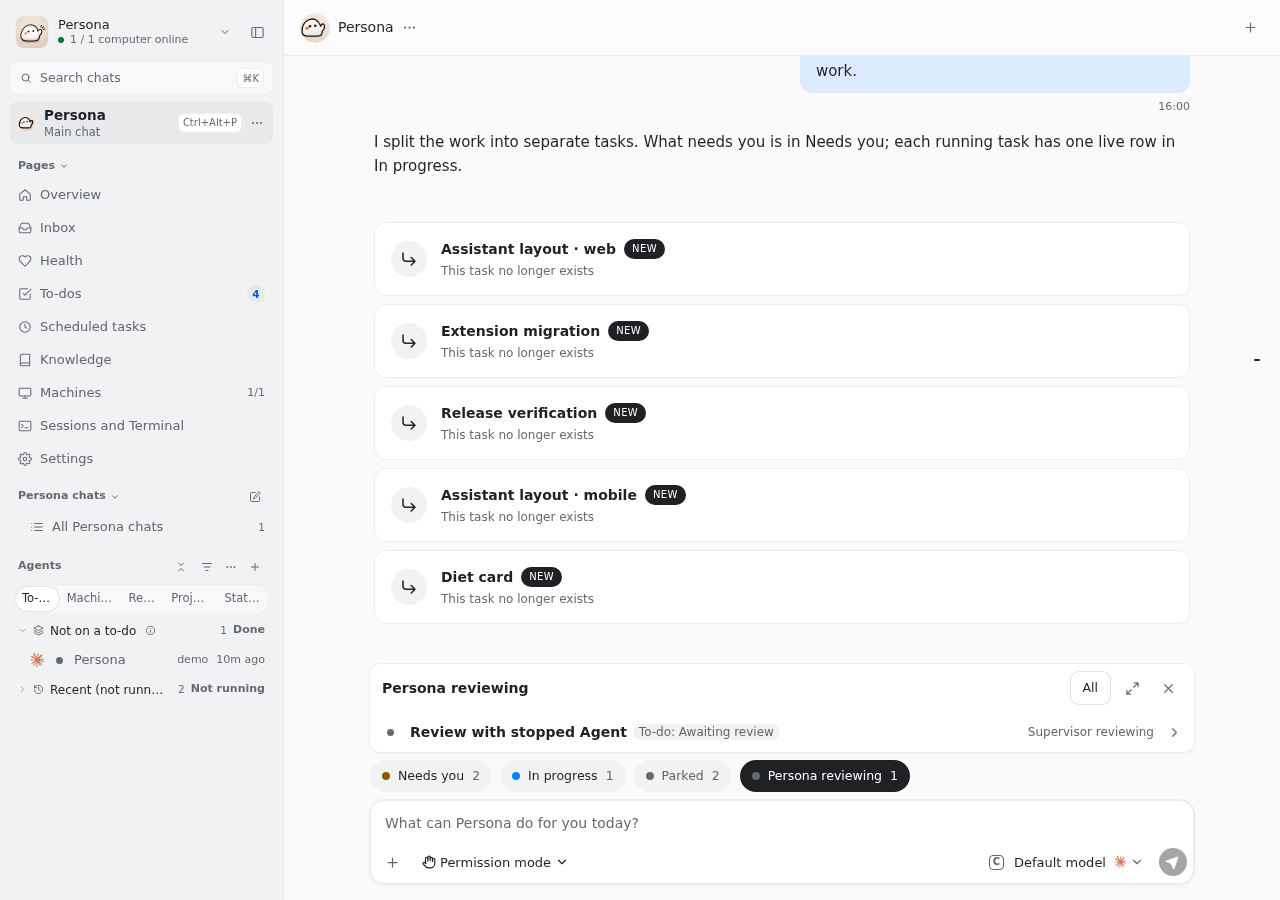 Persona
1 / 1 computer online
Search chats
⌘K
Persona
Main chat
Ctrl+Alt+P
Pages
Overview
Inbox
Health
To-dos
4
Scheduled tasks
Knowledge
Machines
1/1
Sessions and Terminal
Settings
Persona chats
All Persona chats
1
Agents
To-...
Machi...
Re...
Proj...
Stat...
Not on a to-do
1 Done
Persona
demo 10m ago
Recent (not runn...
2 Not running
Persona
work.
16:00
I split the work into separate tasks. What needs you is in Needs you; each running task has one live row in
In progress.
Assistant layout · web NEW
This task no longer exists
Extension migration NEW
This task no longer exists
Release verification NEW
This task no longer exists
Assistant layout · mobile NEW
This task no longer exists
Diet card NEW
This task no longer exists
Persona reviewing
All
Review with stopped Agent To-do: Awaiting review
Supervisor reviewing
Needs you 2
In progress 1
Parked 2
Persona reviewing 1
What can Persona do for you today?
Permission mode
C Default model